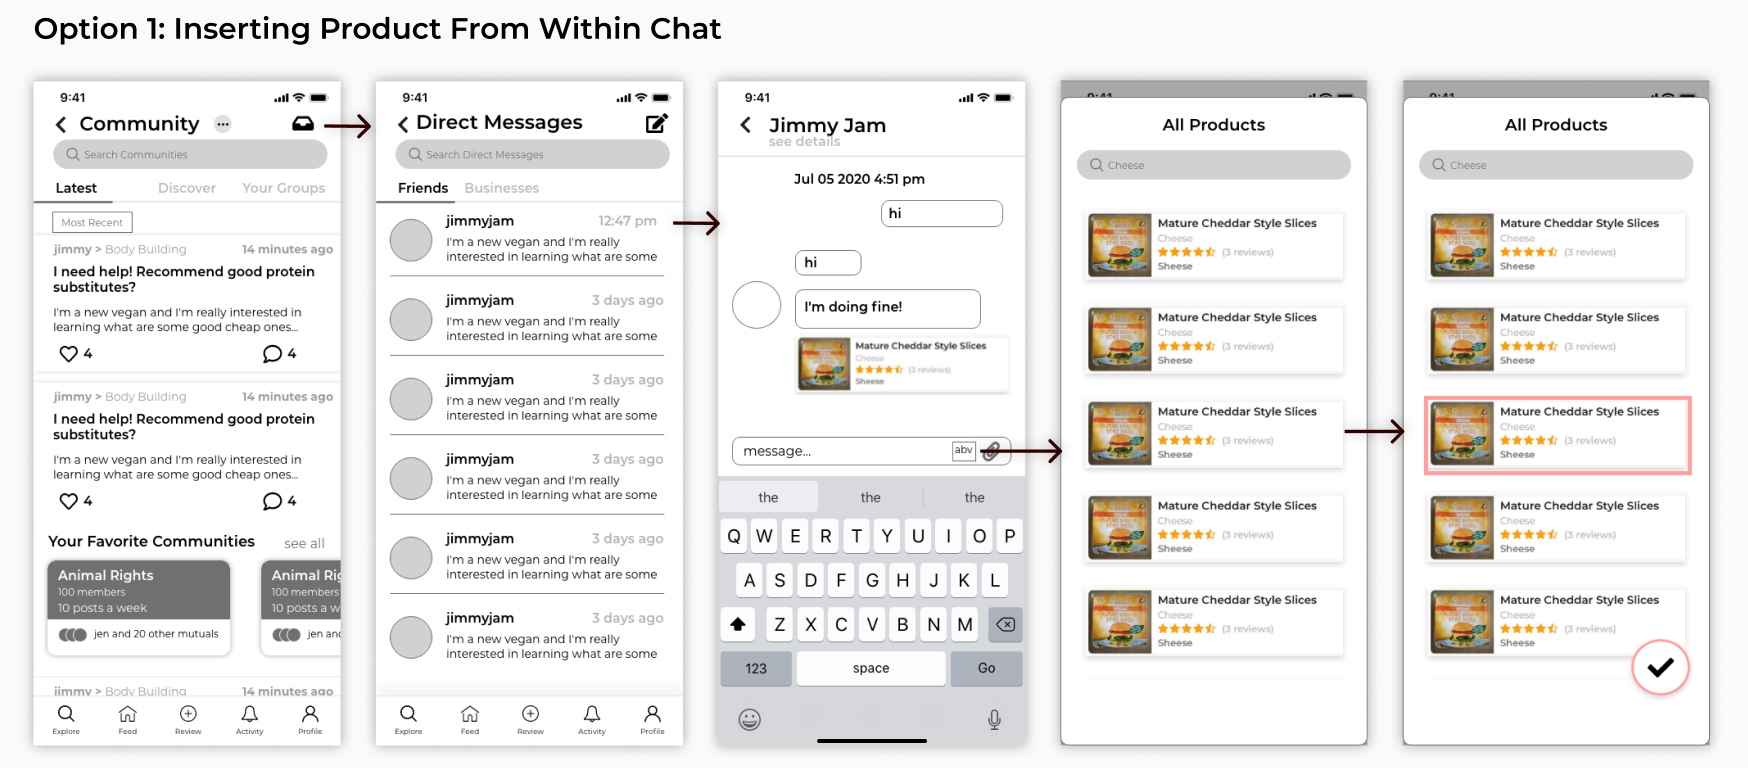 Option 1: Inserting Product From Within Chat
9:41
Community
Search Communities
Latest Discover Your Groups
Most Recent
jimmy > Body Building 14 minutes ago
I need help! Recommend good protein
substitutes?
I'm a new vegan and I'm really interested in
learning what are some good cheap ones...
4 4
jimmy > Body Building 14 minutes ago
I need help! Recommend good protein
substitutes?
I'm a new vegan and I'm really interested in
learning what are some good cheap ones...
4 4
Your Favorite Communities see all
Animal Rights
100 members
10 posts a week
jen and 20 other mutuals
Animal Rig
100 members
10 posts a w
jen anc
jimmy > Body Building 14 minutes ago
Explore Feed Review Activity Profile
9:41
Direct Messages
Search Direct Messages
Friends Businesses
jimmyjam 12:47 pm
I'm a new vegan and I'm really
interested in learning what are some
jimmyjam 3 days ago
I'm a new vegan and I'm really
interested in learning what are some
jimmyjam 3 days ago
I'm a new vegan and I'm really
interested in learning what are some
jimmyjam 3 days ago
I'm a new vegan and I'm really
interested in learning what are some
jimmyjam 3 days ago
I'm a new vegan and I'm really
interested in learning what are some
jimmyjam 3 days ago
I'm a new vegan and I'm really
interested in learning what are some
Explore Feed Review Activity Profile
9:41
Jimmy Jam
see details
Jul 05 2020 4:51 pm
hi
hi
I'm doing fine!
Mature Cheddar Style Slices
Cheese
(3 reviews)
Sheese
message... abv
the the the
Q W E R T Y U I O P
A S D F G H J K L
Z X C V B N M
123 space Go
9:41
All Products
Cheese
Mature Cheddar Style Slices
Cheese
(3 reviews)
Sheese
Mature Cheddar Style Slices
Cheese
(3 reviews)
Sheese
Mature Cheddar Style Slices
Cheese
(3 reviews)
Sheese
Mature Cheddar Style Slices
Cheese
(3 reviews)
Sheese
Mature Cheddar Style Slices
Cheese
(3 reviews)
Sheese
9:41
All Products
Cheese
Mature Cheddar Style Slices
Cheese
(3 reviews)
Sheese
Mature Cheddar Style Slices
Cheese
(3 reviews)
Sheese
Mature Cheddar Style Slices
Cheese
(3 reviews)
Sheese
Mature Cheddar Style Slices
Cheese
(3 reviews)
Sheese
Mature Cheddar Style Slices
Cheese
(3 reviews)
Sheese